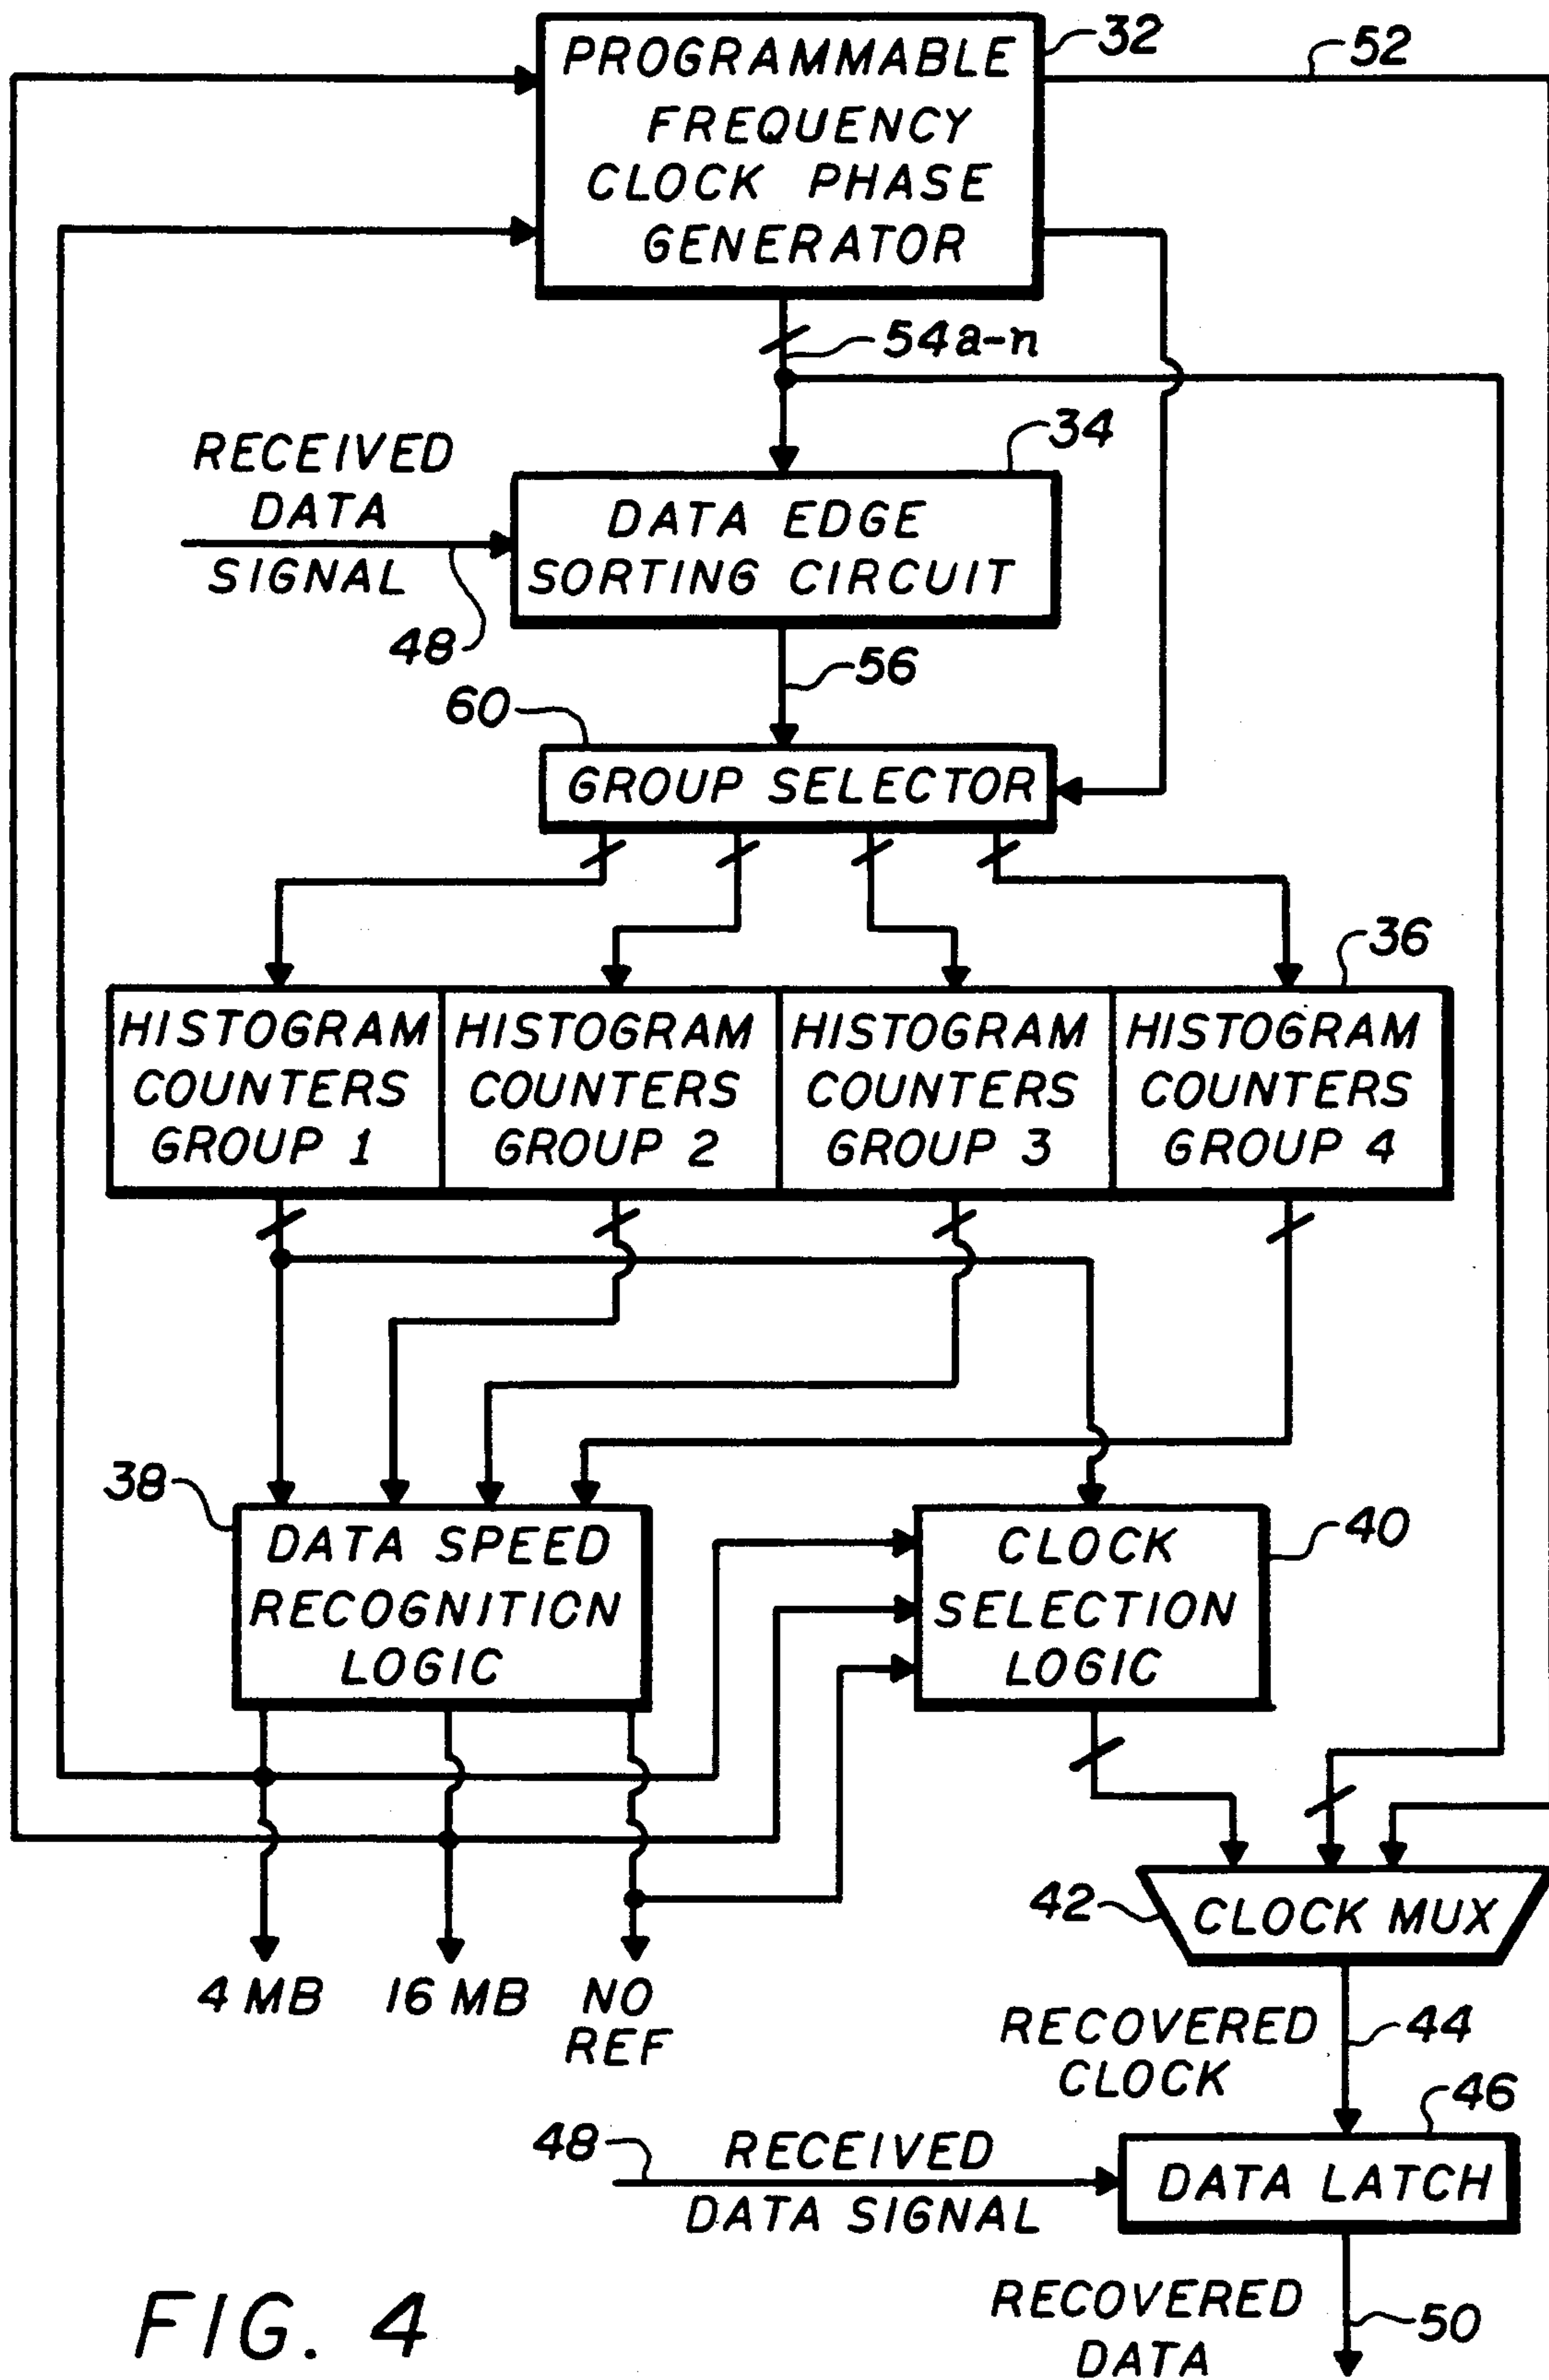 PROGRAMMABLE
FREQUENCY
CLOCK PHASE
GENERATOR
32
52
54a-n
RECEIVED
DATA
SIGNAL
48
34
DATA EDGE
SORTING CIRCUIT
56
60
GROUP SELECTOR
36
HISTOGRAM
COUNTERS
GROUP 1
HISTOGRAM
COUNTERS
GROUP 2
HISTOGRAM
COUNTERS
GROUP 3
HISTOGRAM
COUNTERS
GROUP 4
38
DATA SPEED
RECOGNITION
LOGIC
CLOCK
SELECTION
LOGIC
40
4 MB
16 MB
NO
REF
42
CLOCK MUX
RECOVERED
CLOCK
44
46
48
RECEIVED
DATA SIGNAL
DATA LATCH
RECOVERED
DATA
50
FIG. 4